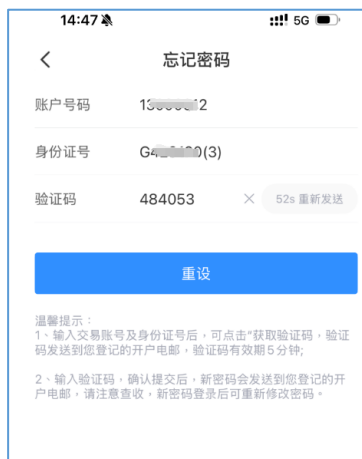 14:47 5G
忘记密码
账户号码
身份证号 (3)
验证码 484053 × 52s 重新发送
重设
温馨提示：
1、输入交易账号及身份证号后，可点击"获取验证码，验证
码发送到您登记的开户电邮，验证码有效期5分钟;
2、输入验证码，确认提交后，新密码会发送到您登记的开
户电邮，请注意查收，新密码登录后可重新修改密码。